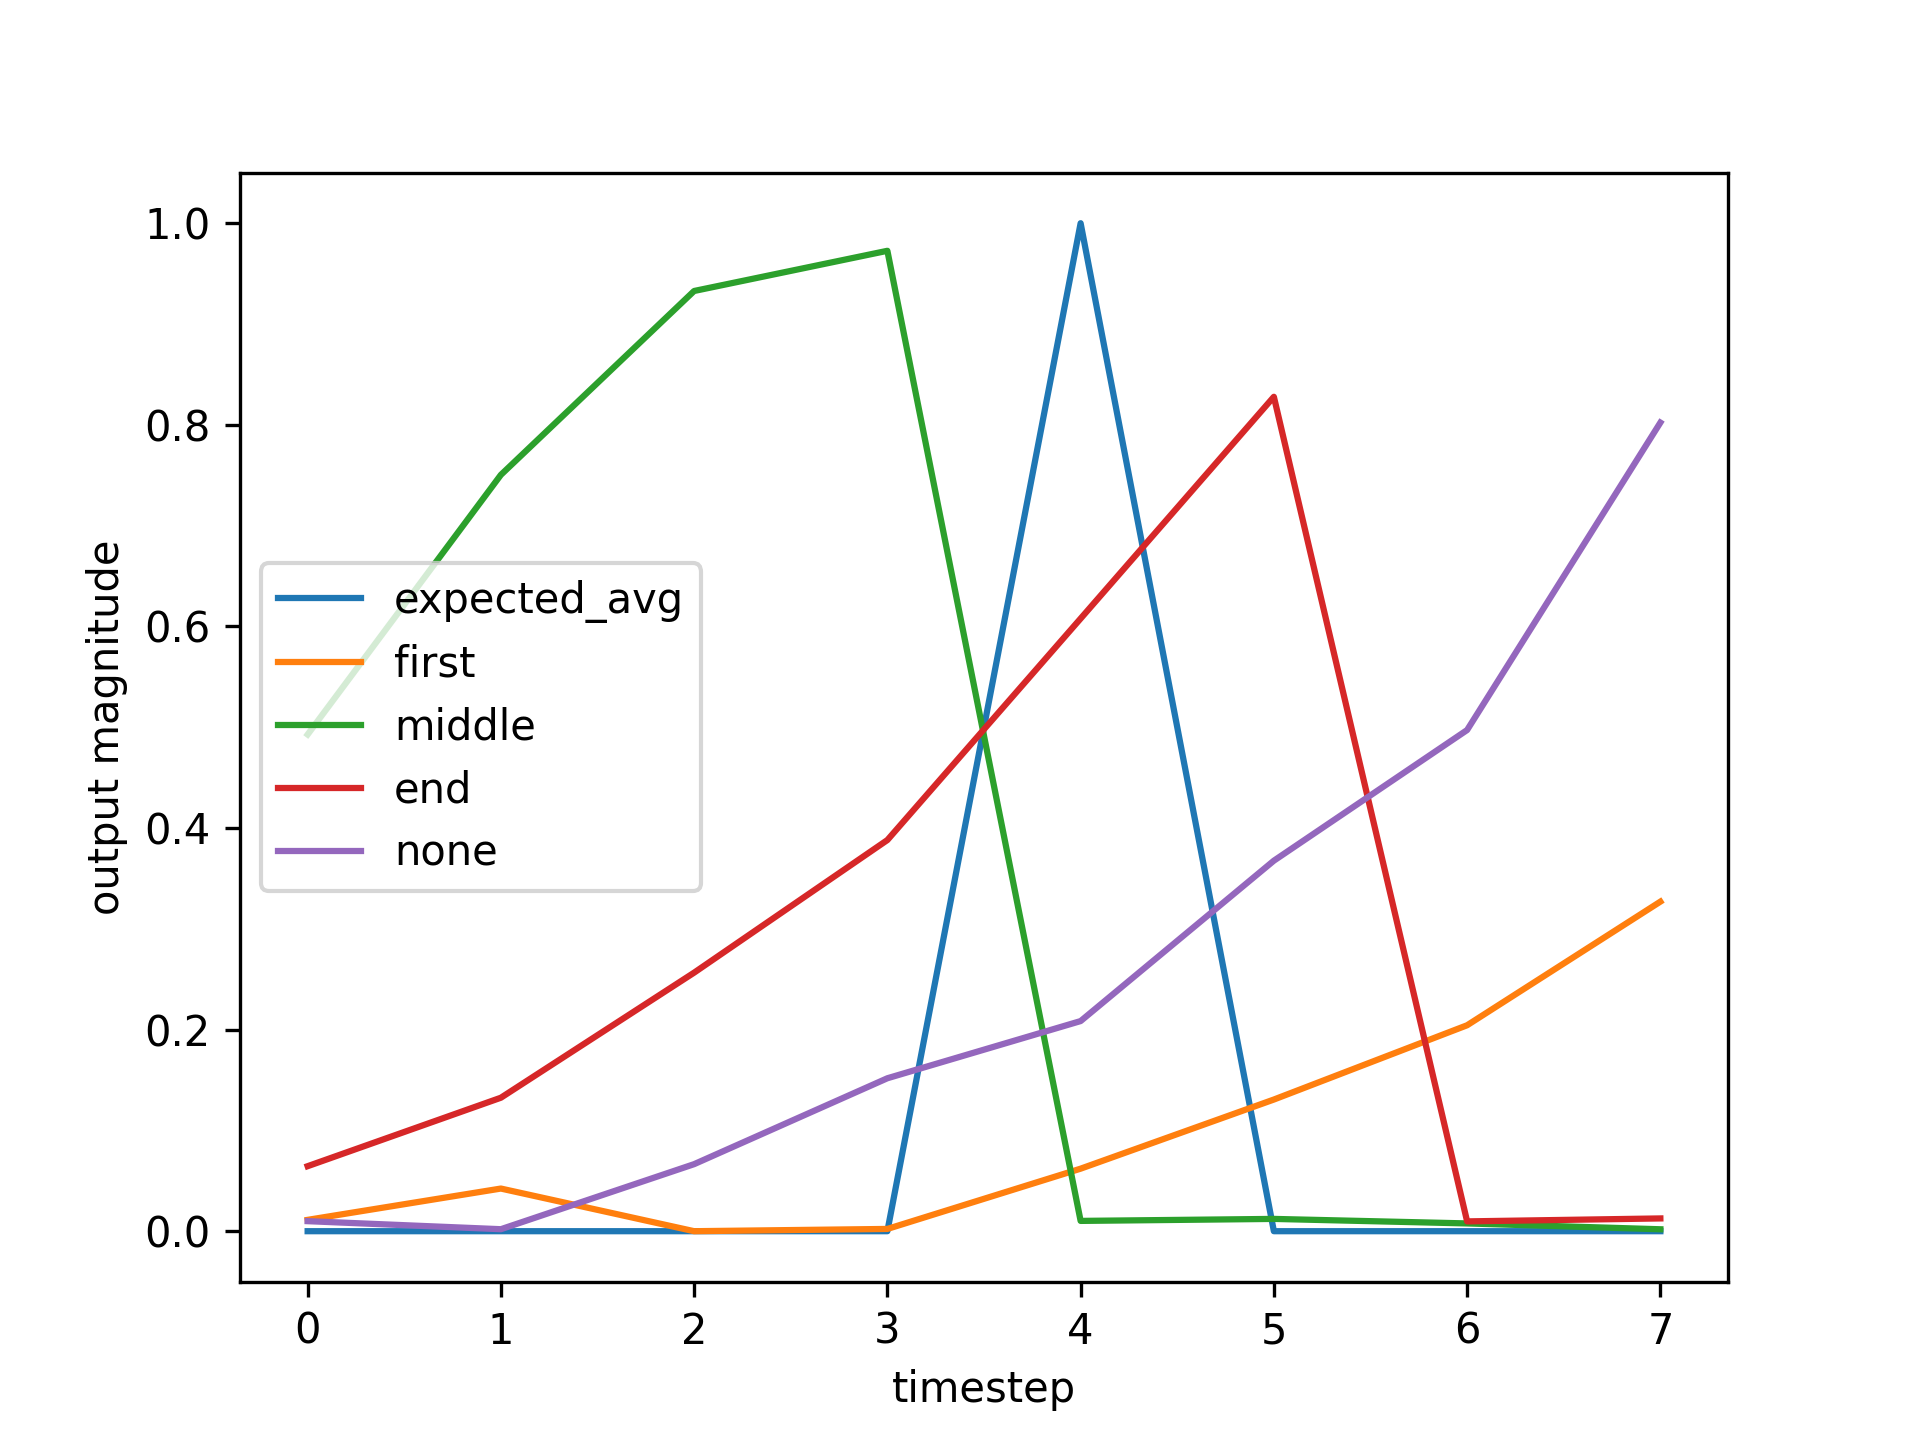 1.0
0.8
0.6
0.4
0.2
0.0
output magnitude
expected_avg
first
middle
end
none
0 1 2 3 4 5 6 7
timestep